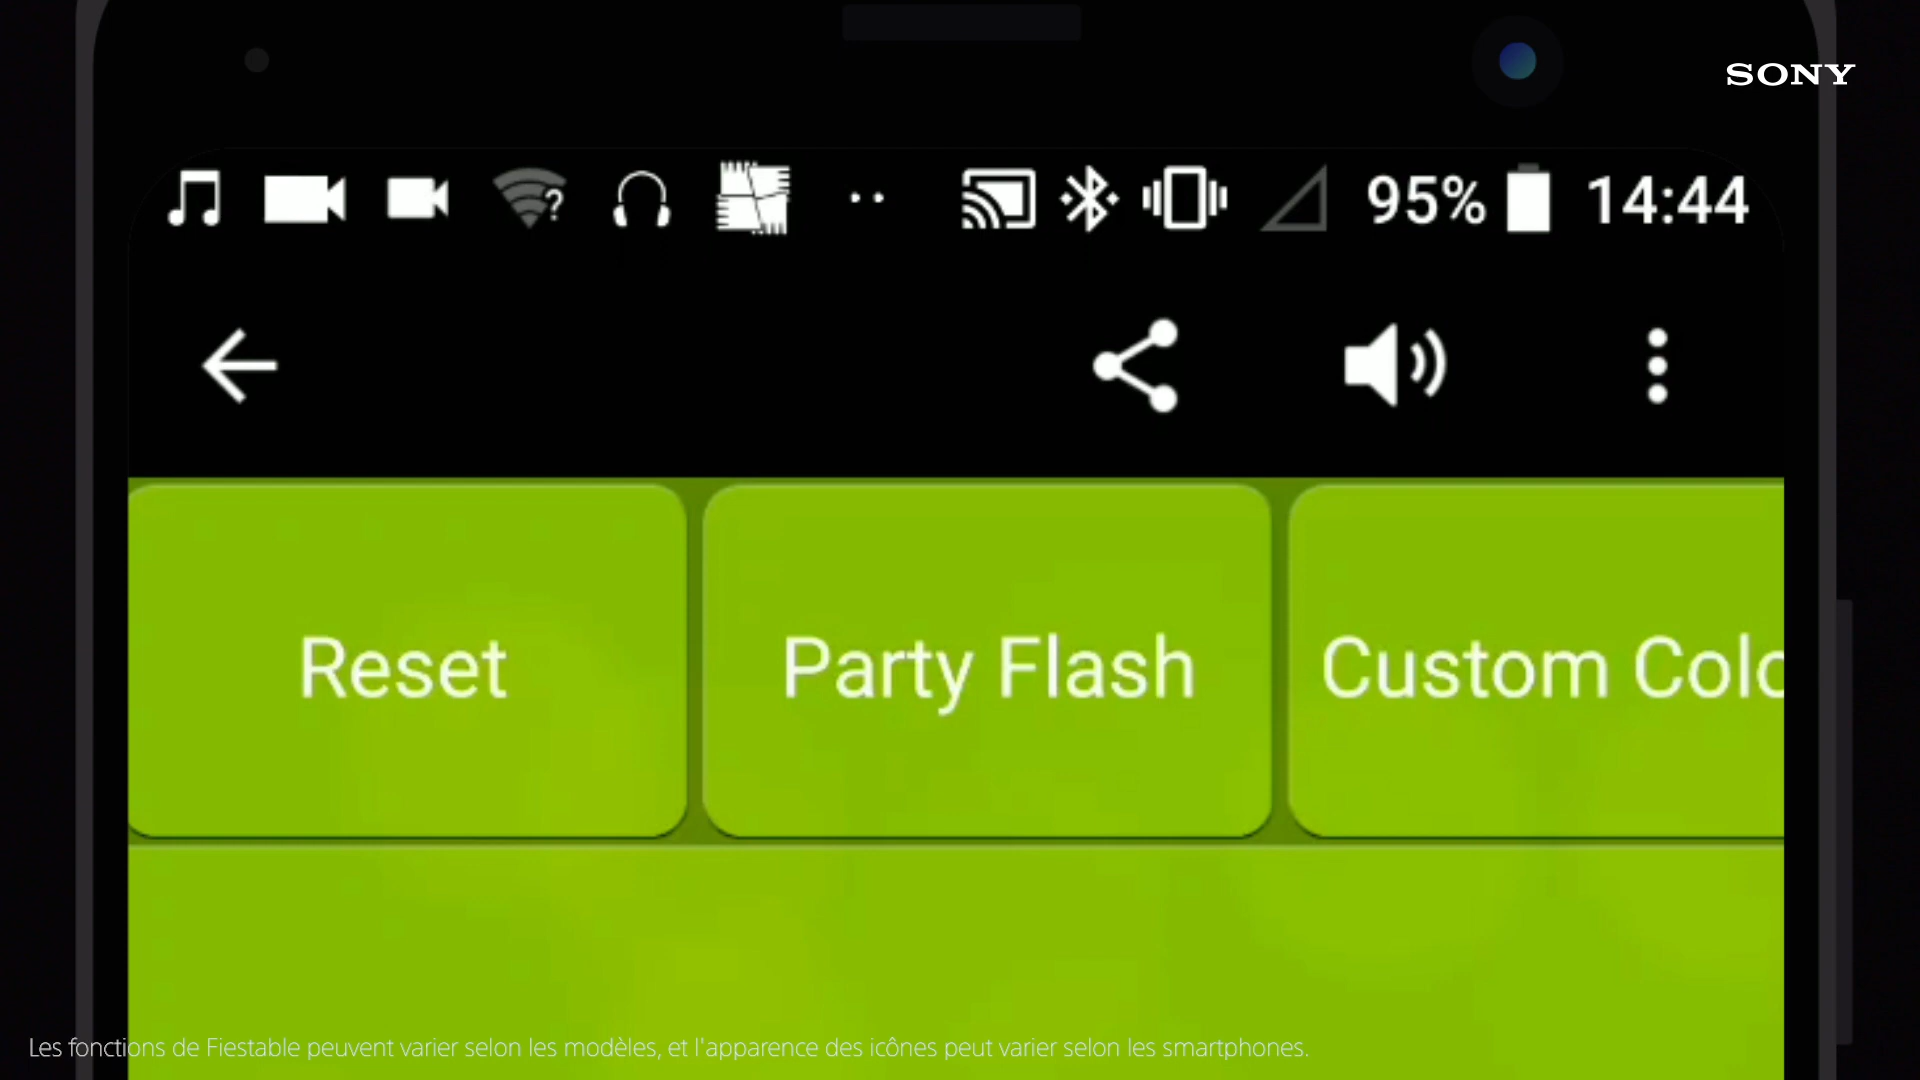 SONY
95% 14:44
Reset
Party Flash
Custom Colo
Les fonctions de Fiestable peuvent varier selon les modèles, et l'apparence des icônes peut varier selon les smartphones.